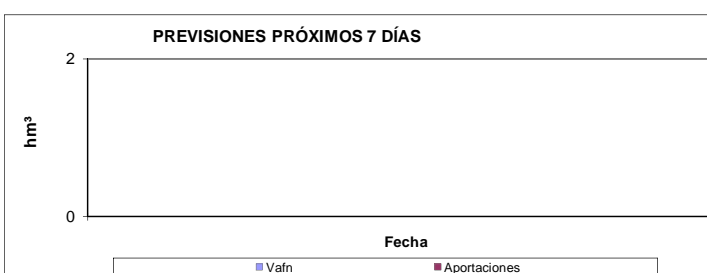 PREVISIONES PRÓXIMOS 7 DÍAS
2
hm³
0
Fecha
Vafn Aportaciones